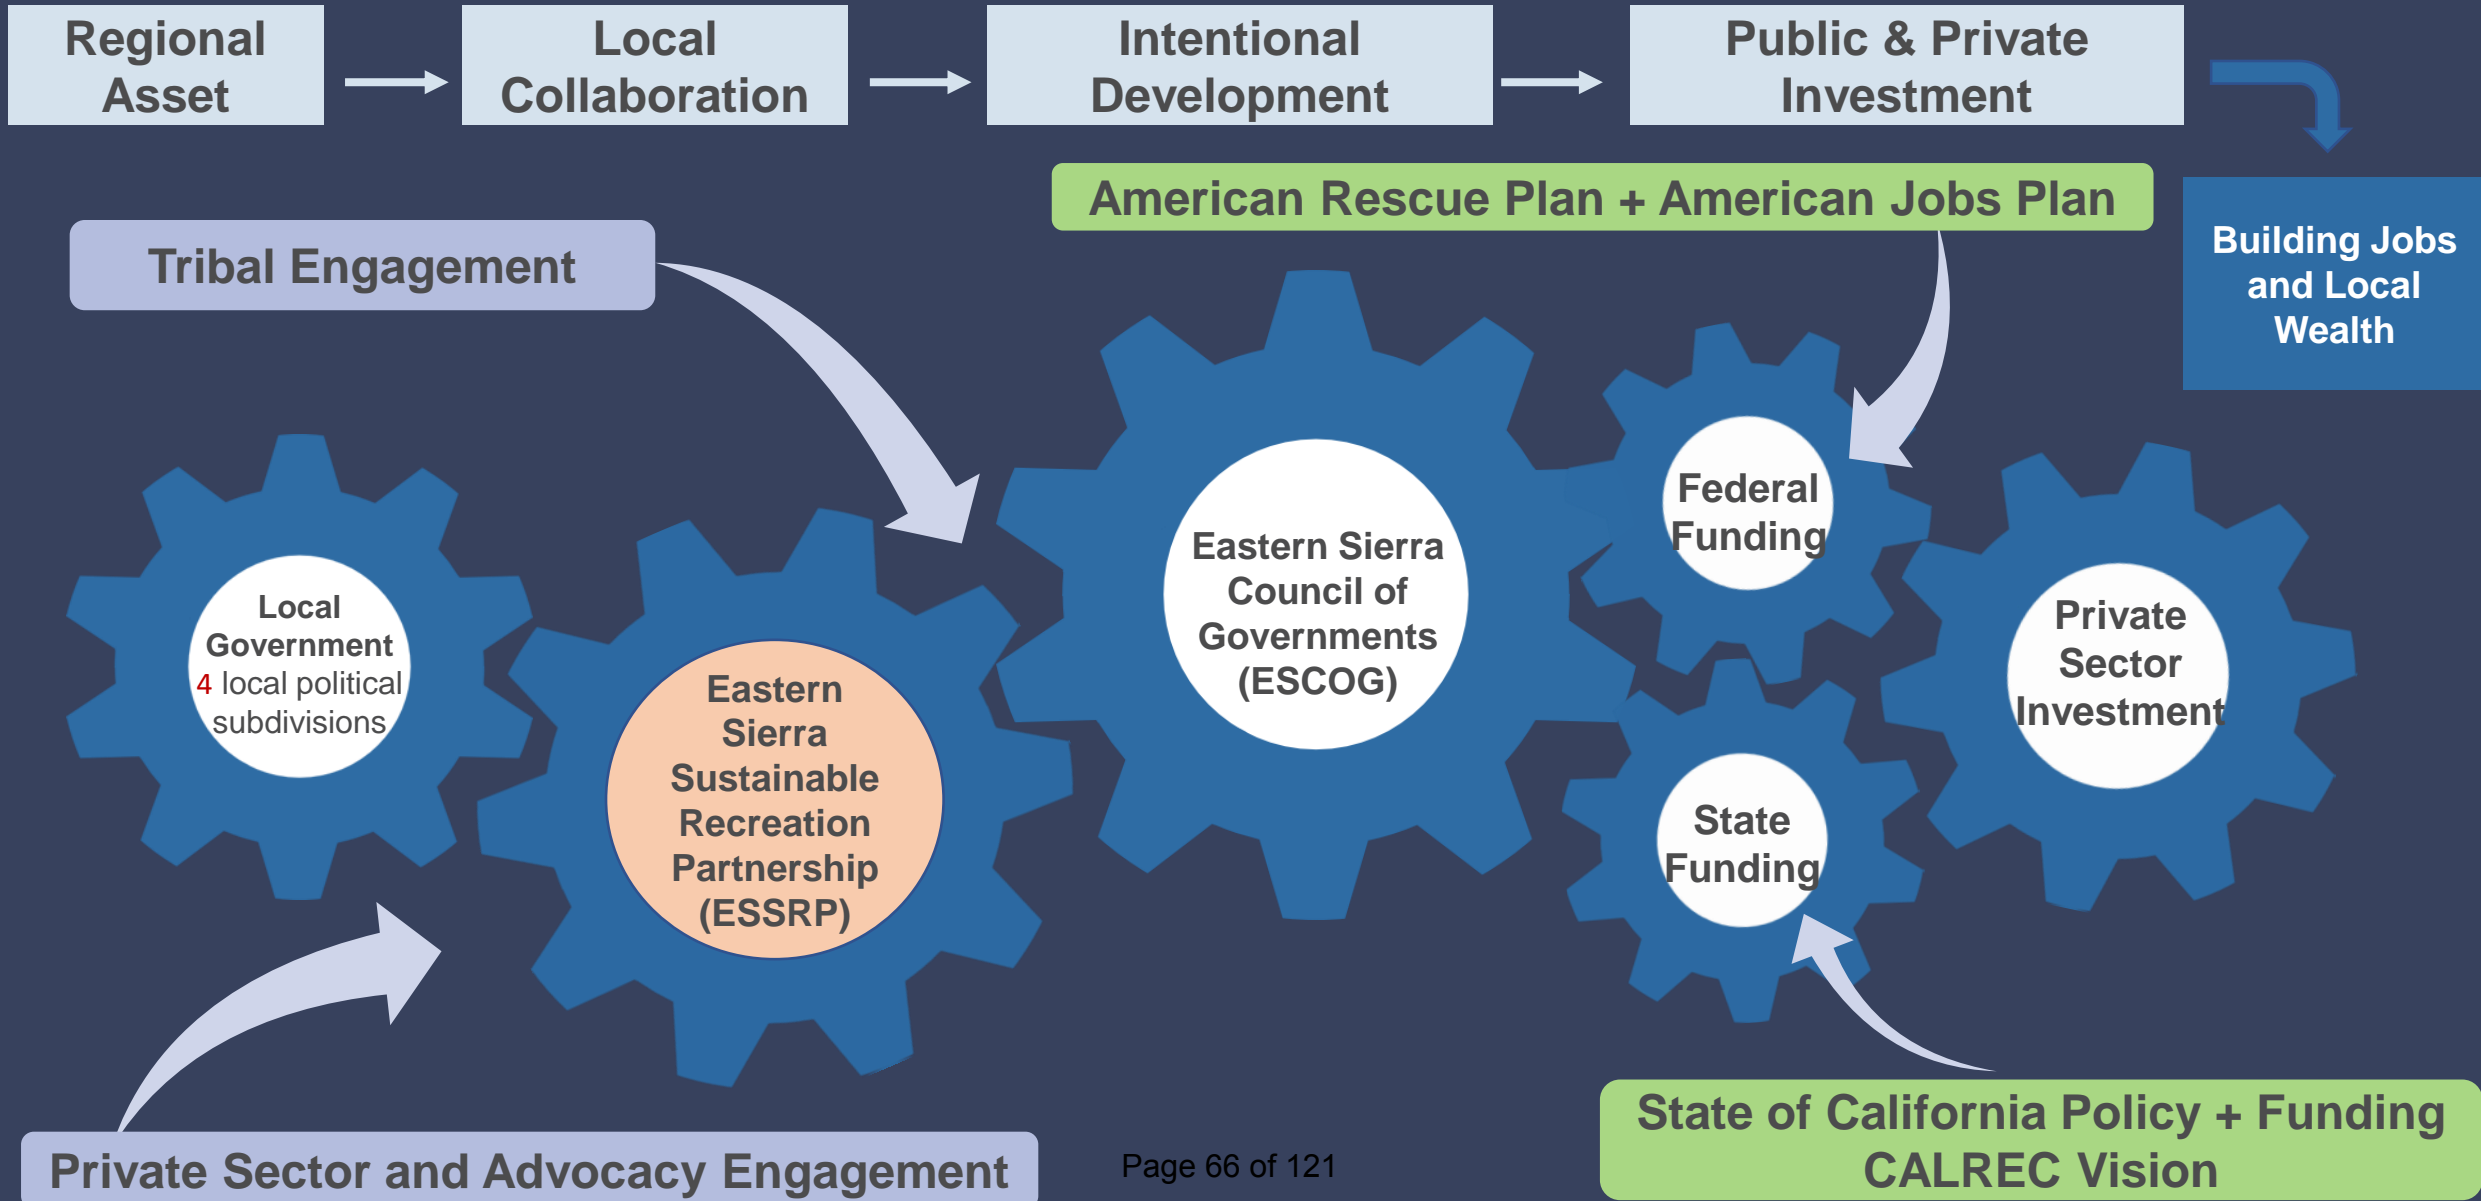 Regional
Asset
Local
Collaboration
Intentional
Development
Public & Private
Investment
American Rescue Plan + American Jobs Plan
Building Jobs
and Local
Wealth
Tribal Engagement
Local
Government
4 local political
subdivisions
Eastern
Sierra
Sustainable
Recreation
Partnership
(ESSRP)
Eastern Sierra
Council of
Governments
(ESCOG)
Federal
Funding
State
Funding
Private
Sector
Investment
Private Sector and Advocacy Engagement
Page 66 of 121
State of California Policy + Funding
CALREC Vision